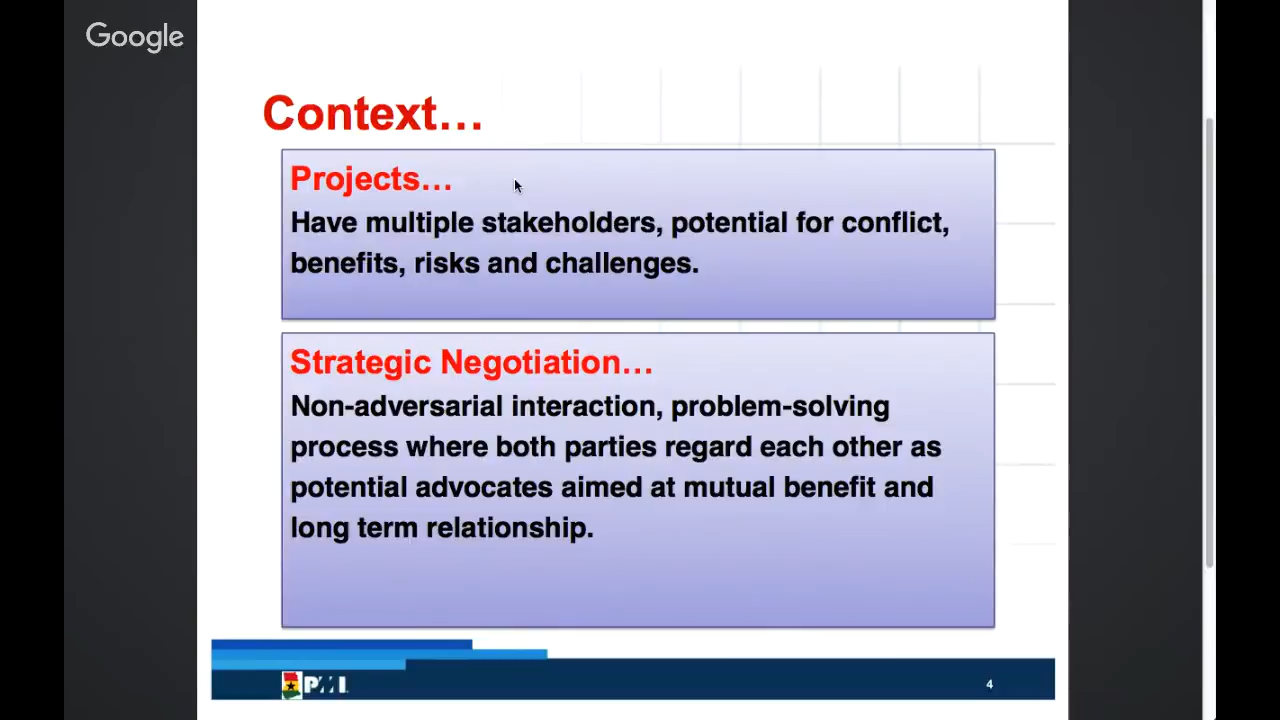 Google
Context…
Projects…
Have multiple stakeholders, potential for conflict,
benefits, risks and challenges.
Strategic Negotiation…
Non-adversarial interaction, problem-solving
process where both parties regard each other as
potential advocates aimed at mutual benefit and
long term relationship.
PMI
4